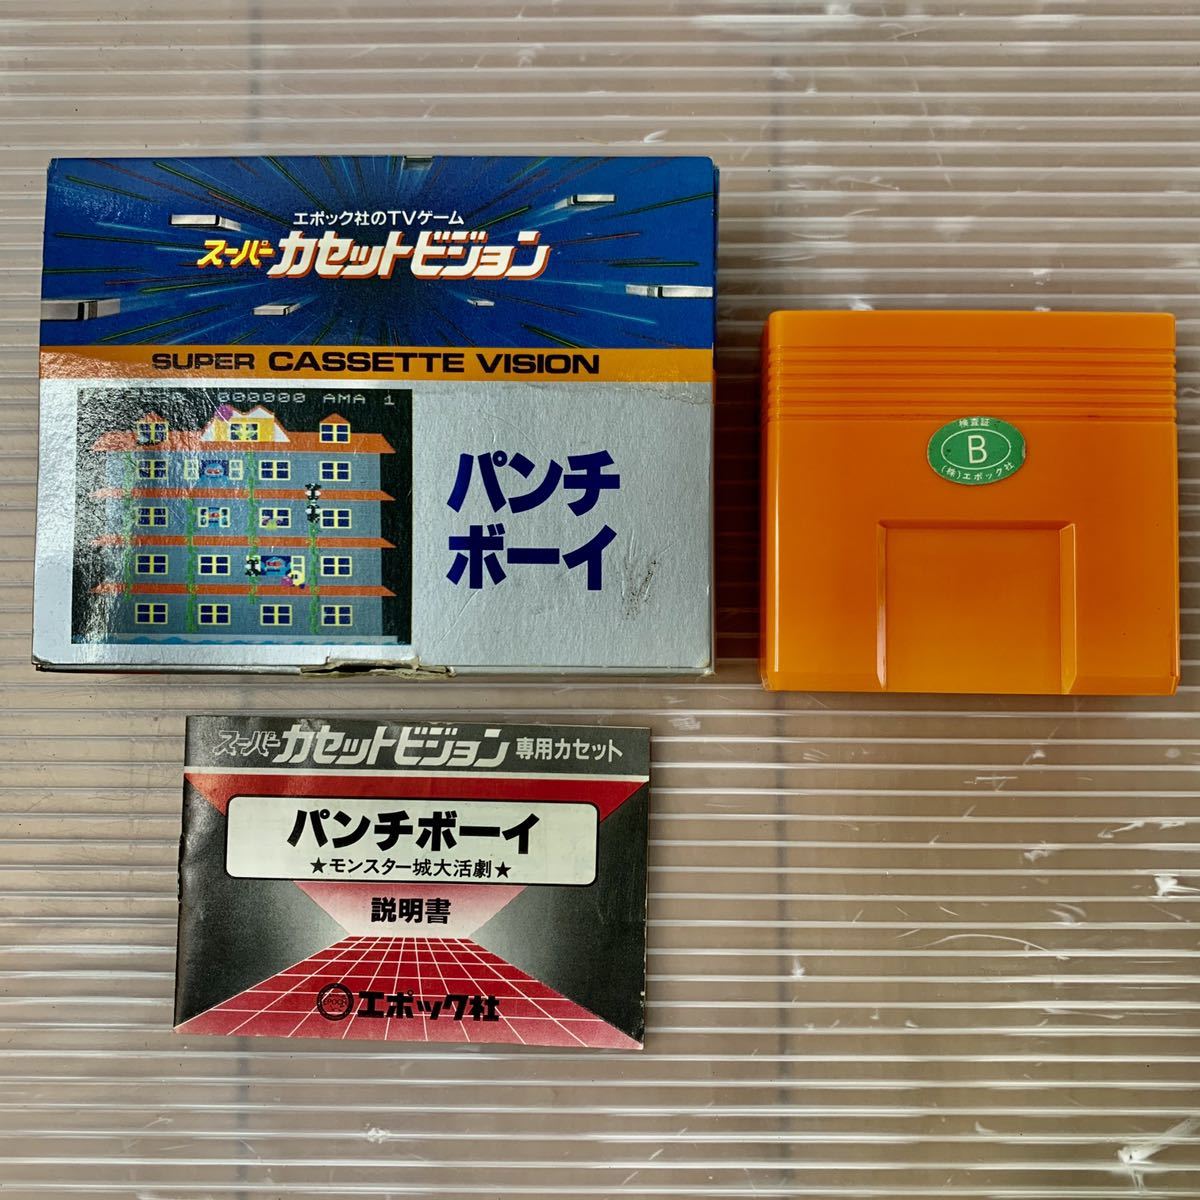 エポック社のTVゲーム
スーパーカセットビジョン
SUPER CASSETTE VISION
000000 AMA 1
パンチ
ボーイ
検査証
B
(株)エポック社
スーパーカセットビジョン専用カセット
パンチボーイ
★モンスター城大活劇★
説明書
エポック社